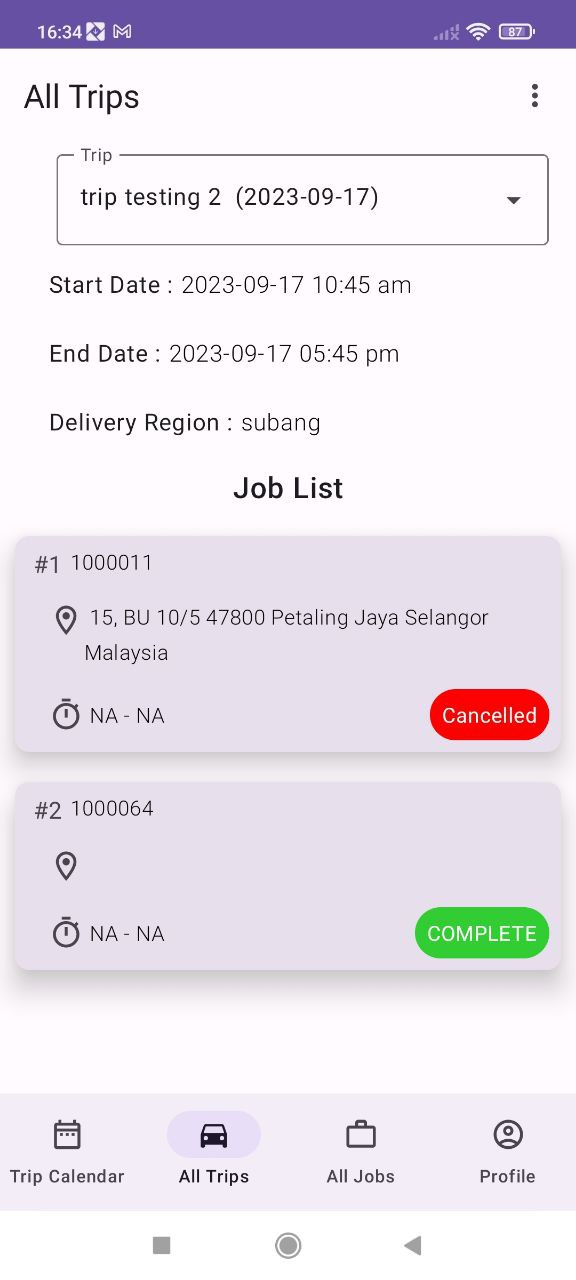 16:34
87
All Trips
Trip
trip testing 2 (2023-09-17)
Start Date : 2023-09-17 10:45 am
End Date : 2023-09-17 05:45 pm
Delivery Region : subang
Job List
#1 1000011
15, BU 10/5 47800 Petaling Jaya Selangor
Malaysia
NA - NA
Cancelled
#2 1000064
NA - NA
COMPLETE
Trip Calendar
All Trips
All Jobs
Profile